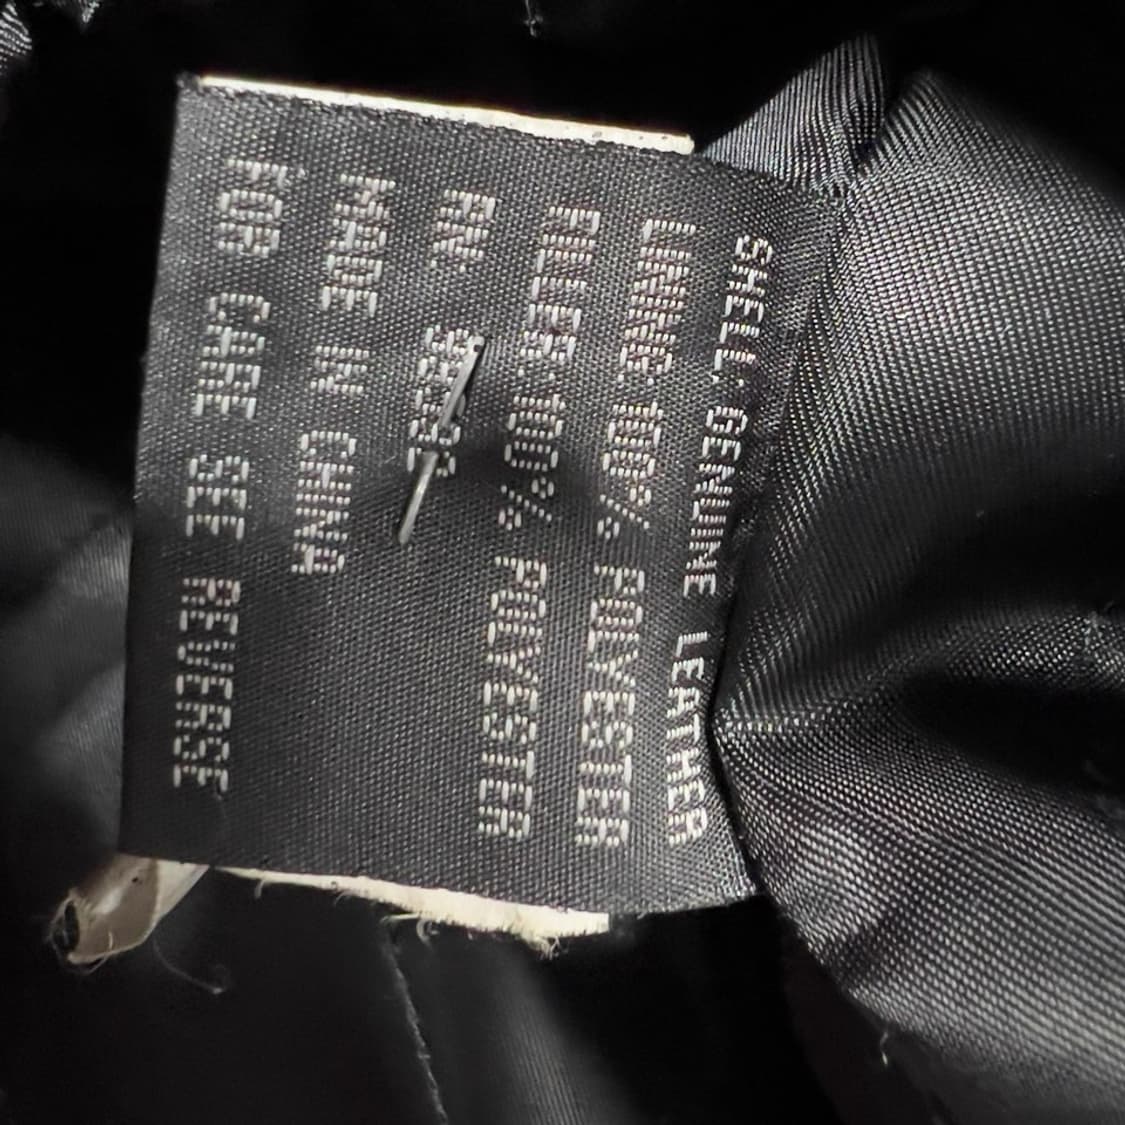 SHELL: GENUINE LEATHER
LINING: 100% POLYESTER
FILLER: 100% POLYESTER
RN:
MADE IN CHINA
FOR CARE SEE REVERSE